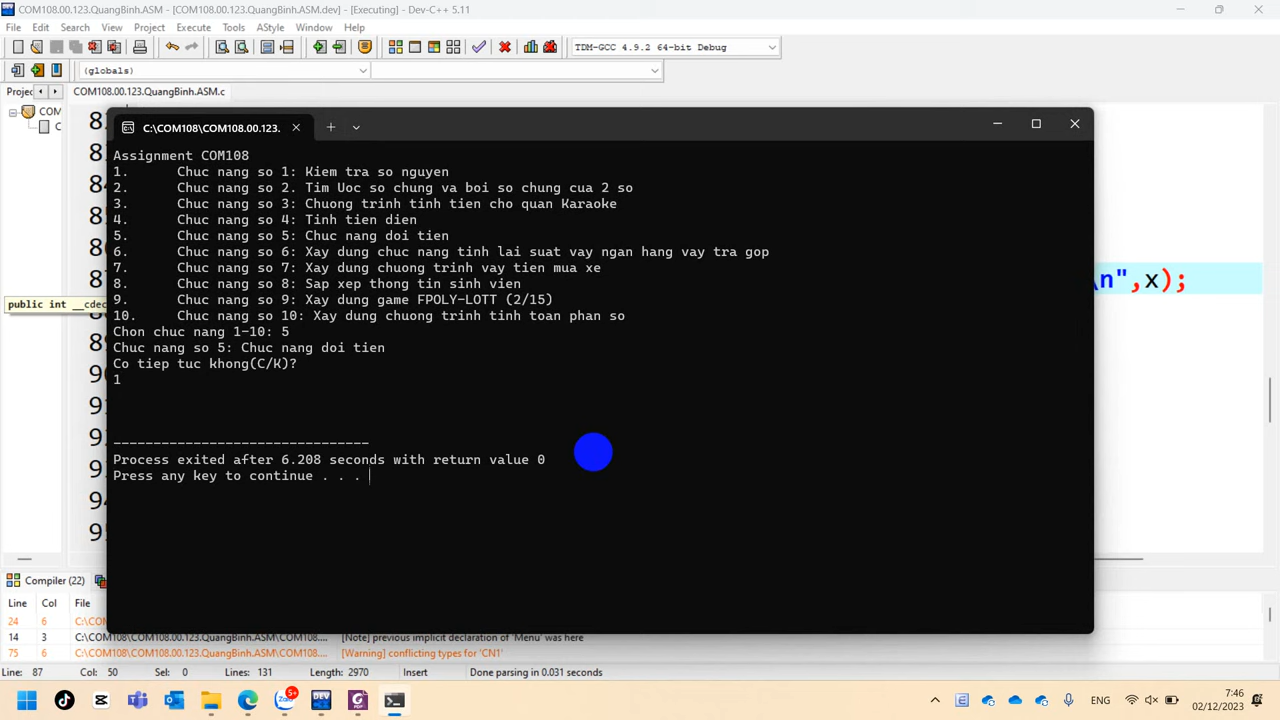 COM108.00.123.QuangBinh.ASM - [COM108.00.123.QuangBinh.ASM.dev] - [Executing] - Dev-C++ 5.11
File Edit Search View Project Execute Tools AStyle Window Help
TDM-GCC 4.9.2 64-bit Debug
(globals)
Projec COM108.00.123.QuangBinh.ASM.c
COM
C:\COM108\COM108.00.123.
Assignment COM108
1. Chuc nang so 1: Kiem tra so nguyen
2. Chuc nang so 2. Tim Uoc so chung va boi so chung cua 2 so
3. Chuc nang so 3: Chuong trinh tinh tien cho quan Karaoke
4. Chuc nang so 4: Tinh tien dien
5. Chuc nang so 5: Chuc nang doi tien
6. Chuc nang so 6: Xay dung chuc nang tinh lai suat vay ngan hang vay tra gop
7. Chuc nang so 7: Xay dung chuong trinh vay tien mua xe
8. Chuc nang so 8: Sap xep thong tin sinh vien
9. Chuc nang so 9: Xay dung game FPOLY-LOTT (2/15)
10. Chuc nang so 10: Xay dung chuong trinh tinh toan phan so
Chon chuc nang 1-10: 5
Chuc nang so 5: Chuc nang doi tien
Co tiep tuc khong(C/K)?
1
--------------------------------
Process exited after 6.208 seconds with return value 0
Press any key to continue . . .
\n",x);
public int __cdec
84
Compiler (22)
Line Col File
24 6 C:\CO
14 3 C:\COM108\COM108.00.123.QuangBinh.ASM\COM108.... [Note] previous implicit declaration of 'Menu' was here
75 6 C:\COM108\COM108.00.123.QuangBinh.ASM\COM108.... [Warning] conflicting types for 'CN1'
Line: 87 Col: 50 Sel: 0 Lines: 131 Length: 2970 Insert Done parsing in 0.031 seconds
5+
Zalo
DEV
ENG
7:46
02/12/2023